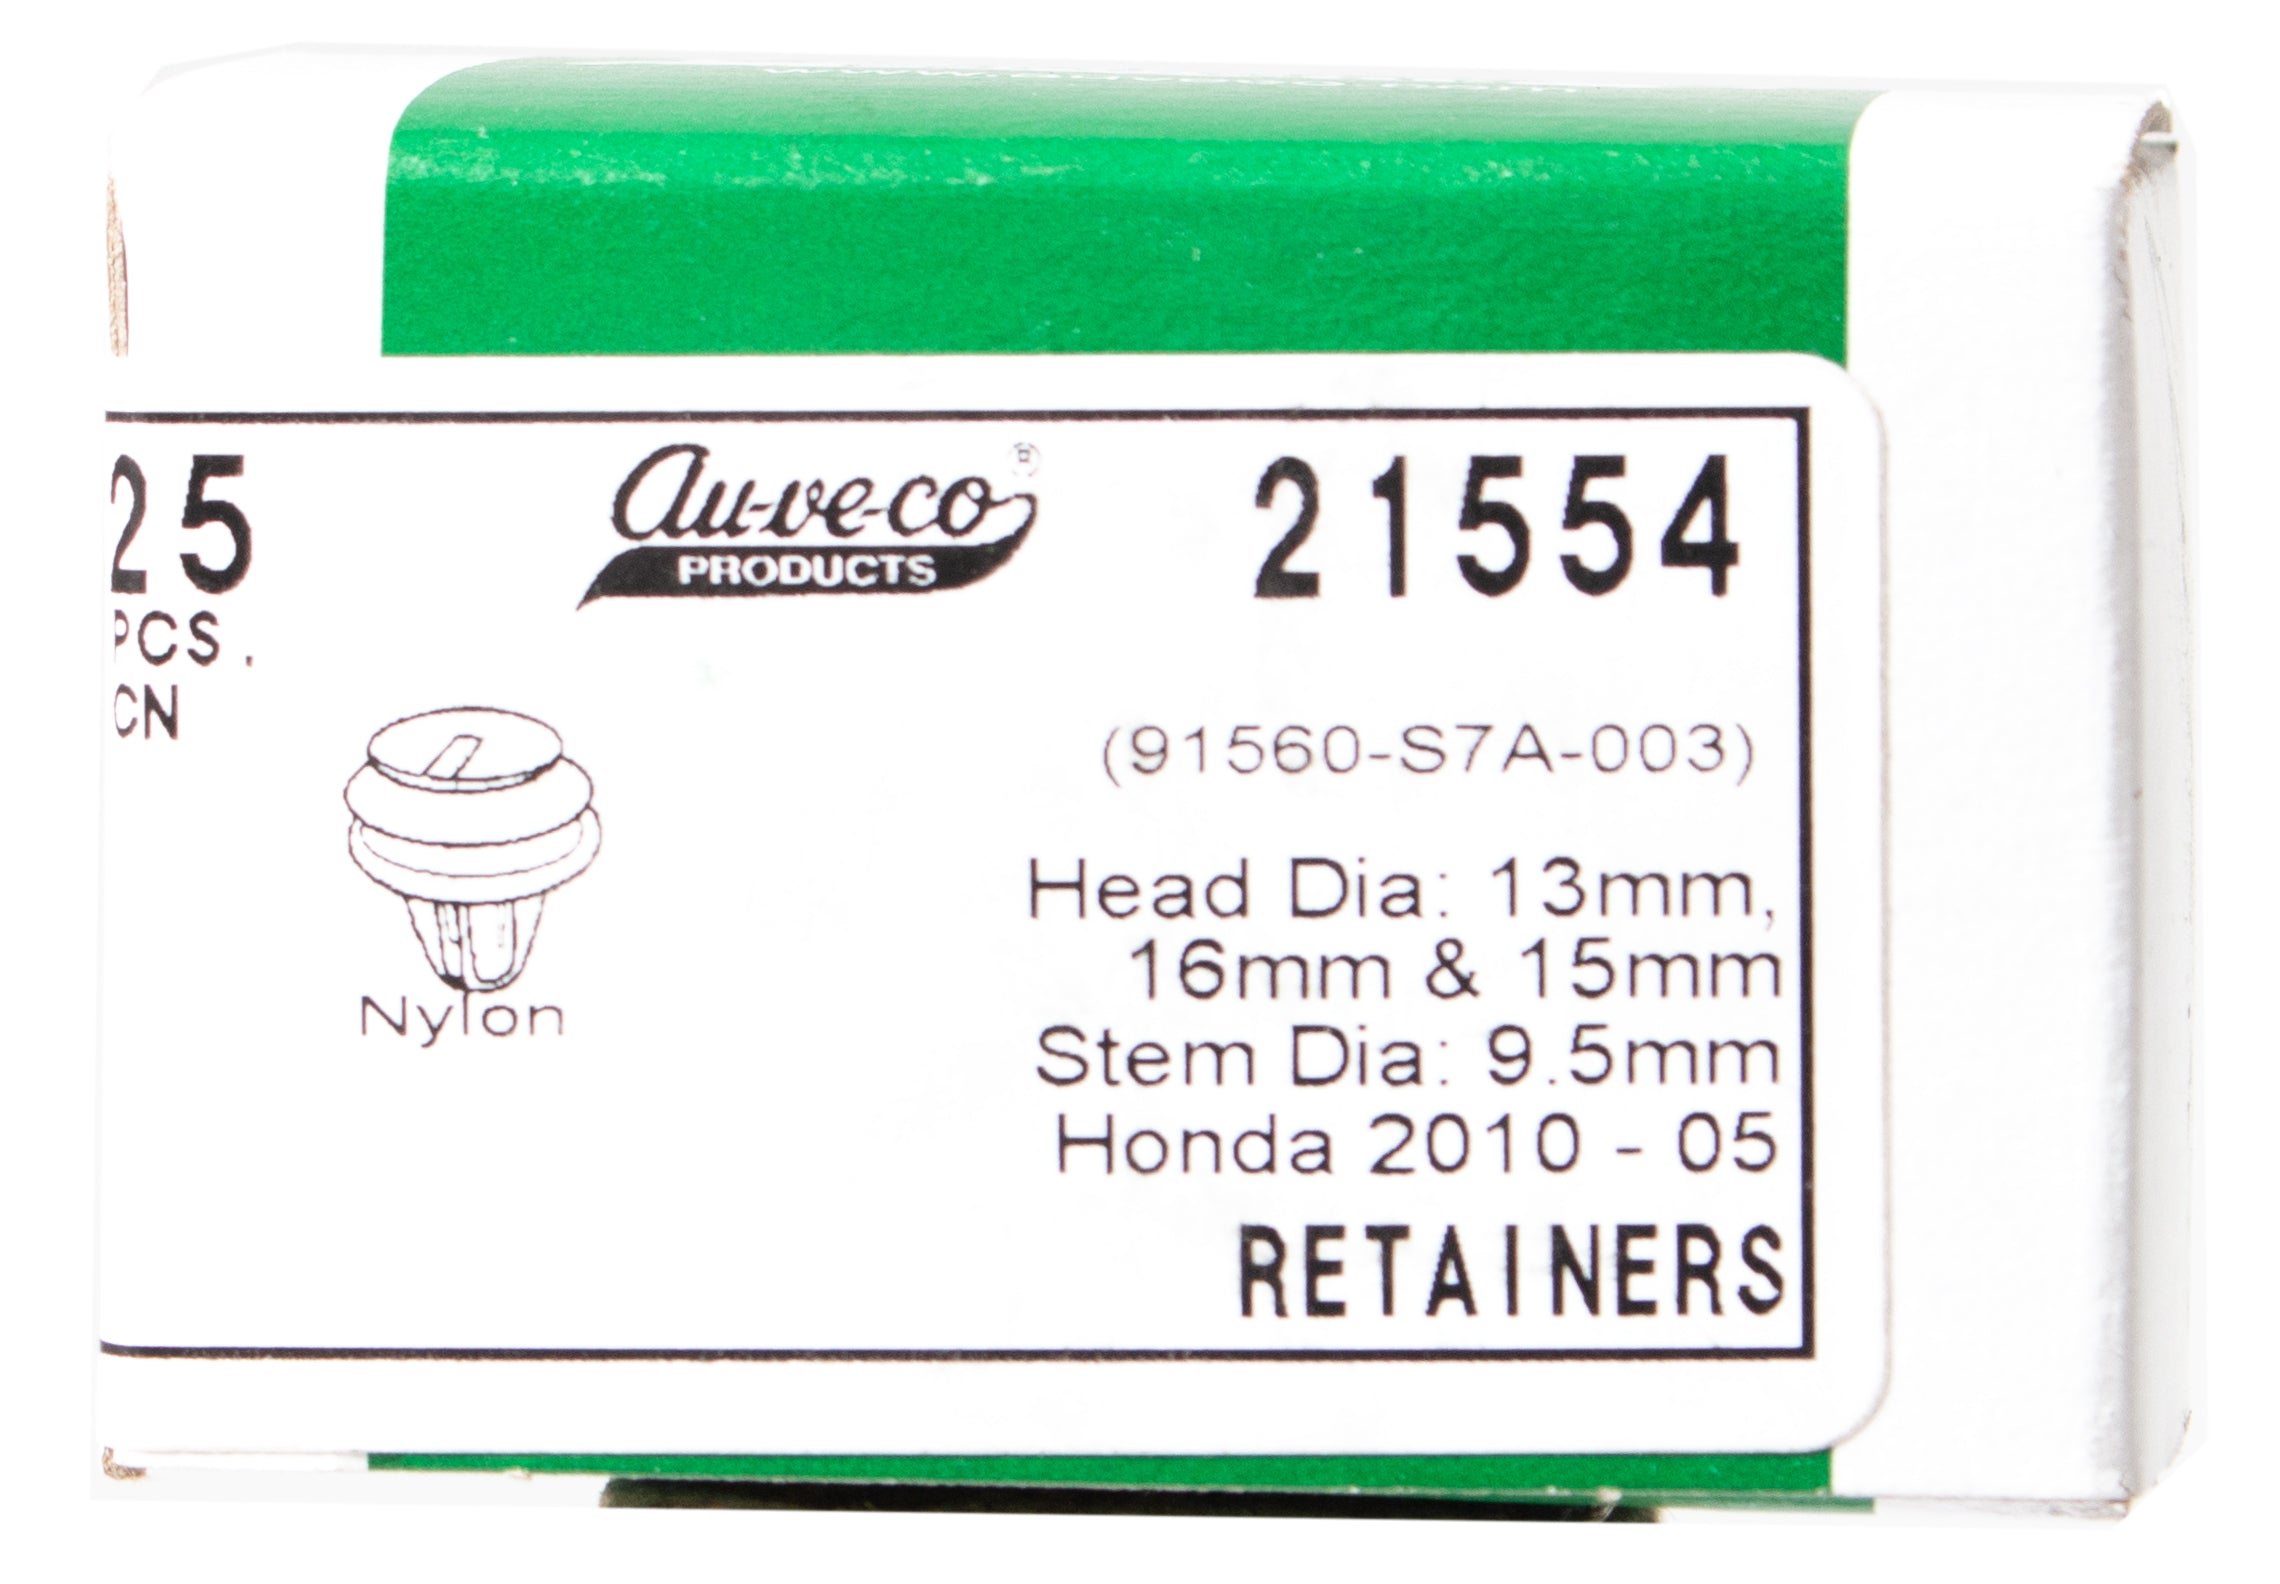 25
PCS.
CN
au-ve-co®
PRODUCTS
21554
(91560-S7A-003)
Head Dia: 13mm,
16mm & 15mm
Stem Dia: 9.5mm
Honda 2010 - 05
RETAINERS
Nylon